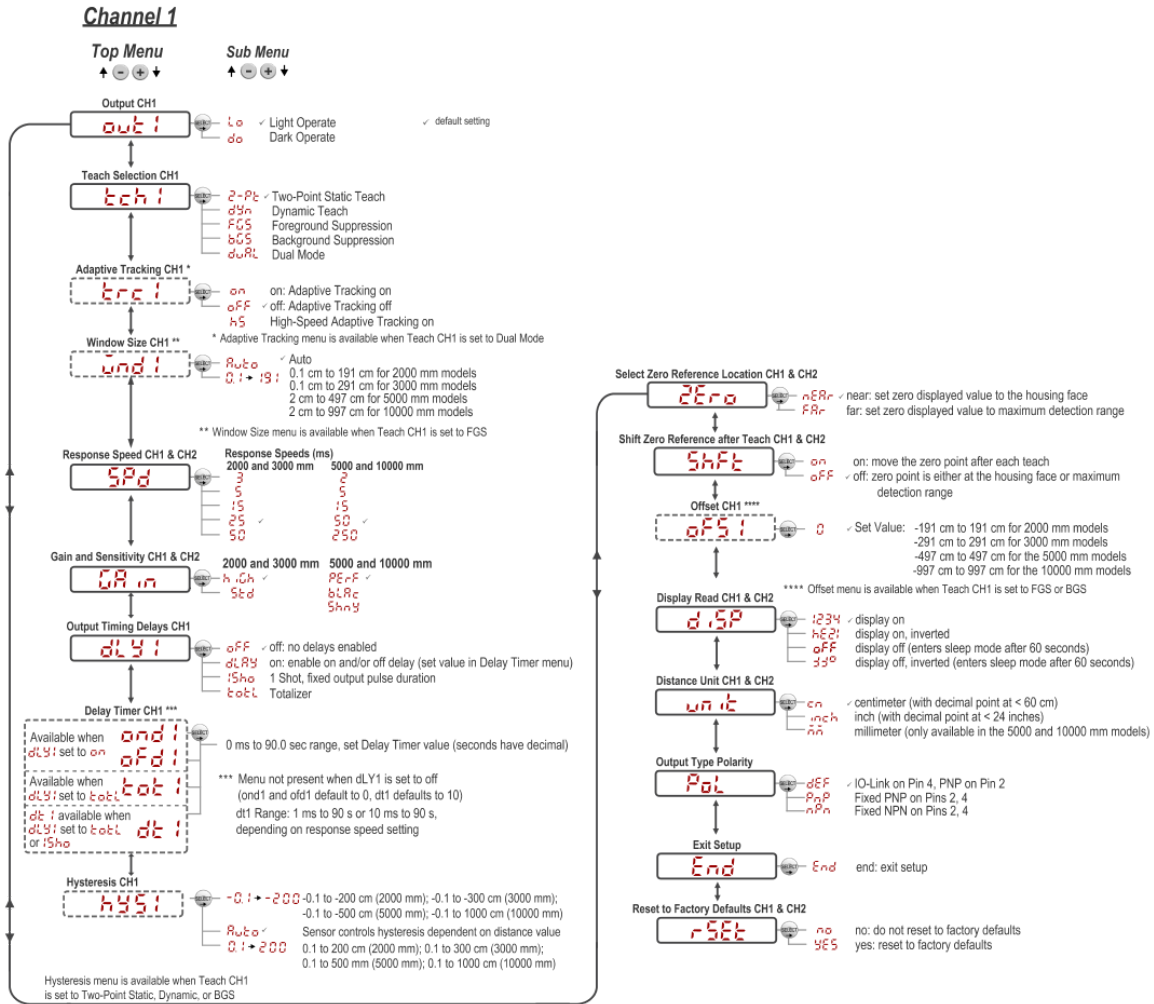 Channel 1
Top Menu
Sub Menu
Output CH1
out1
SELECT
Lo ✓ Light Operate
✓ default setting
do Dark Operate
Teach Selection CH1
tch1
SELECT
2-Pt ✓ Two-Point Static Teach
dYn Dynamic Teach
FGS Foreground Suppression
bGS Background Suppression
duAL Dual Mode
Adaptive Tracking CH1 *
trc1
SELECT
on on: Adaptive Tracking on
oFF ✓ off: Adaptive Tracking off
hS High-Speed Adaptive Tracking on
* Adaptive Tracking menu is available when Teach CH1 is set to Dual Mode
Window Size CH1 **
SELECT
Auto ✓ Auto
0.1 → 191 0.1 cm to 191 cm for 2000 mm models
0.1 cm to 291 cm for 3000 mm models
2 cm to 497 cm for 5000 mm models
2 cm to 997 cm for 10000 mm models
** Window Size menu is available when Teach CH1 is set to FGS
Response Speed CH1 & CH2
SPd
SELECT
Response Speeds (ms)
2000 and 3000 mm 5000 and 10000 mm
3 2
5 5
15 15
25 ✓ 50 ✓
50 250
Gain and Sensitivity CH1 & CH2
GAin
SELECT
2000 and 3000 mm 5000 and 10000 mm
hiGh ✓ PErF ✓
Std bLAc
ShnY
Output Timing Delays CH1
dLY1
SELECT
oFF ✓ off: no delays enabled
dLAY on: enable on and/or off delay (set value in Delay Timer menu)
1Sho 1 Shot, fixed output pulse duration
totL Totalizer
Delay Timer CH1 ***
Available when
dLY1 set to on
ond1
oFd1
SELECT
0 ms to 90.0 sec range, set Delay Timer value (seconds have decimal)
Available when
dLY1 set to totL
tot1
dt1 available when
dLY1 set to totL
or 1Sho
dt1
*** Menu not present when dLY1 is set to off
(ond1 and ofd1 default to 0, dt1 defaults to 10)
dt1 Range: 1 ms to 90 s or 10 ms to 90 s,
depending on response speed setting
Hysteresis CH1
hYS1
SELECT
-0.1 → -200 -0.1 to -200 cm (2000 mm); -0.1 to -300 cm (3000 mm);
-0.1 to -500 cm (5000 mm); -0.1 to 1000 cm (10000 mm)
Auto ✓ Sensor controls hysteresis dependent on distance value
0.1 → 200 0.1 to 200 cm (2000 mm); 0.1 to 300 cm (3000 mm);
0.1 to 500 mm (5000 mm); 0.1 to 1000 cm (10000 mm)
Hysteresis menu is available when Teach CH1
is set to Two-Point Static, Dynamic, or BGS
Select Zero Reference Location CH1 & CH2
ZEro
SELECT
nEAr ✓ near: set zero displayed value to the housing face
FAr far: set zero displayed value to maximum detection range
Shift Zero Reference after Teach CH1 & CH2
ShFt
SELECT
on on: move the zero point after each teach
oFF ✓ off: zero point is either at the housing face or maximum
detection range
Offset CH1 ****
oFS1
SELECT
0 ✓ Set Value: -191 cm to 191 cm for 2000 mm models
-291 cm to 291 cm for 3000 mm models
-497 cm to 497 cm for the 5000 mm models
-997 cm to 997 cm for the 10000 mm models
**** Offset menu is available when Teach CH1 is set to FGS or BGS
Display Read CH1 & CH2
diSP
SELECT
1234 ✓ display on
display on, inverted
oFF display off (enters sleep mode after 60 seconds)
display off, inverted (enters sleep mode after 60 seconds)
Distance Unit CH1 & CH2
unit
SELECT
cn ✓ centimeter (with decimal point at < 60 cm)
inch inch (with decimal point at < 24 inches)
millimeter (only available in the 5000 and 10000 mm models)
Output Type Polarity
PoL
SELECT
dEF ✓ IO-Link on Pin 4, PNP on Pin 2
PnP Fixed PNP on Pins 2, 4
nPn Fixed NPN on Pins 2, 4
Exit Setup
End
SELECT
End end: exit setup
Reset to Factory Defaults CH1 & CH2
rSEt
SELECT
no no: do not reset to factory defaults
YES yes: reset to factory defaults